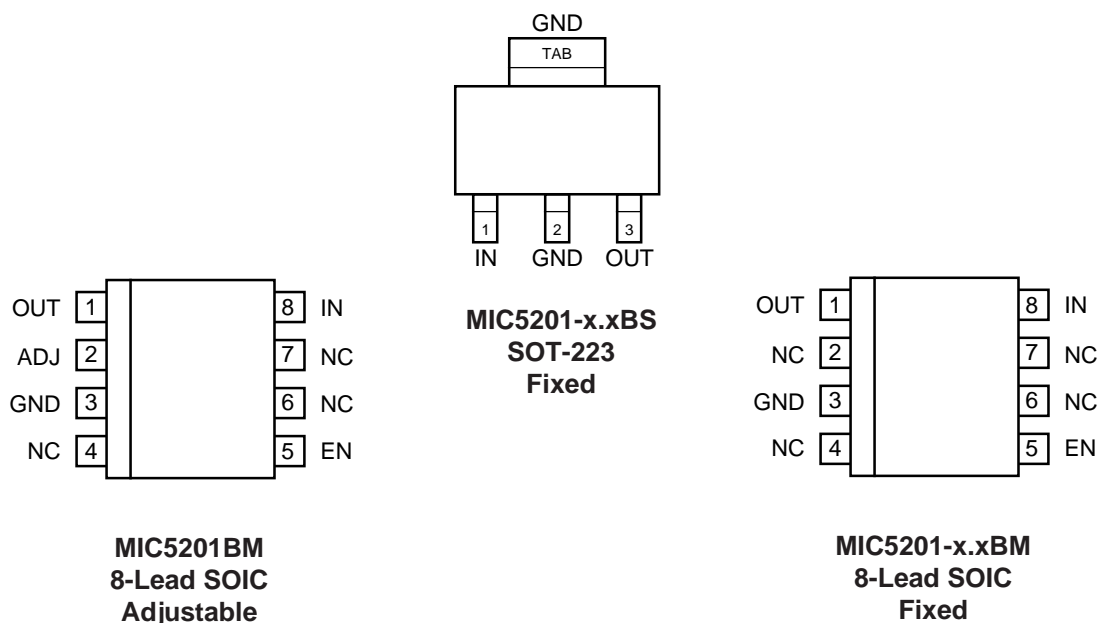 GND
TAB
1 2 3
IN GND OUT
MIC5201-x.xBS
SOT-223
Fixed
OUT 1 8 IN
ADJ 2 7 NC
GND 3 6 NC
NC 4 5 EN
MIC5201BM
8-Lead SOIC
Adjustable
OUT 1 8 IN
NC 2 7 NC
GND 3 6 NC
NC 4 5 EN
MIC5201-x.xBM
8-Lead SOIC
Fixed